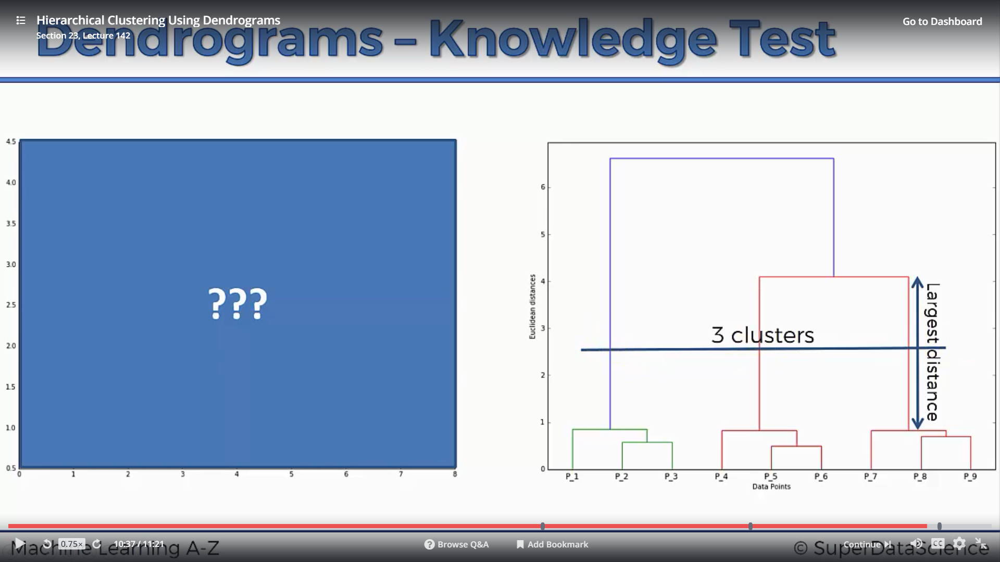 Hierarchical Clustering Using Dendrograms
Go to Dashboard
Section 23, Lecture 142
Dendrograms – Knowledge Test
4.5
4.0
3.5
3.0
2.5
2.0
1.5
1.0
0.5
???
0 1 2 3 4 5 6 7 8
6
5
4
3
2
1
0
Euclidean distances
3 clusters
Largest distance
P_1 P_2 P_3 P_4 P_5 P_6 P_7 P_8 P_9
Data Points
0.75×
10:37 / 11:21
Browse Q&A
Add Bookmark
Continue
CC
Machine Learning A-Z
© SuperDataScience